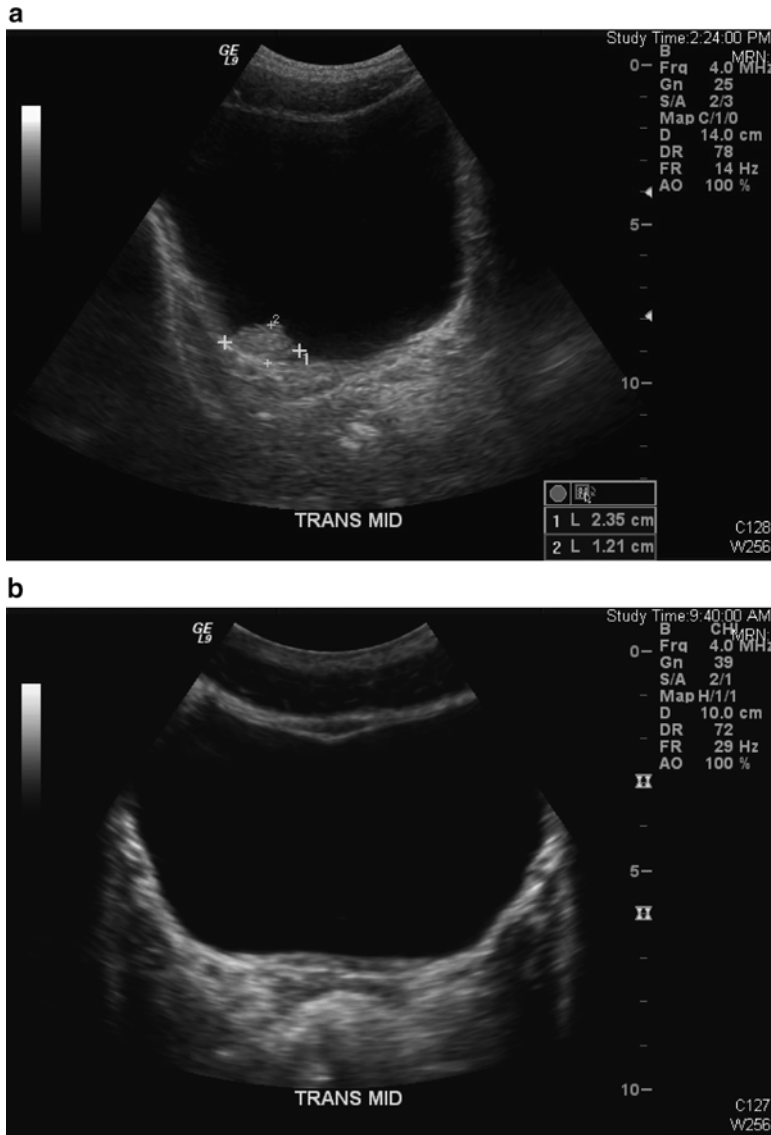 a
GE
L9
Study Time:2:24:00 PM
MRN:
B
Frq 4.0 MHz
Gn 25
S/A 2/3
Map C/1/0
D 14.0 cm
DR 78
FR 14 Hz
AO 100 %
0
5
2
1
10
TRANS MID
1 L 2.35 cm
2 L 1.21 cm
C128
W256
b
GE
L9
Study Time:9:40:00 AM
MRN:
B CHI
Frq 4.0 MHz
Gn 39
S/A 2/1
Map H/1/1
D 10.0 cm
DR 72
FR 29 Hz
AO 100 %
0
5
10
TRANS MID
C127
W256